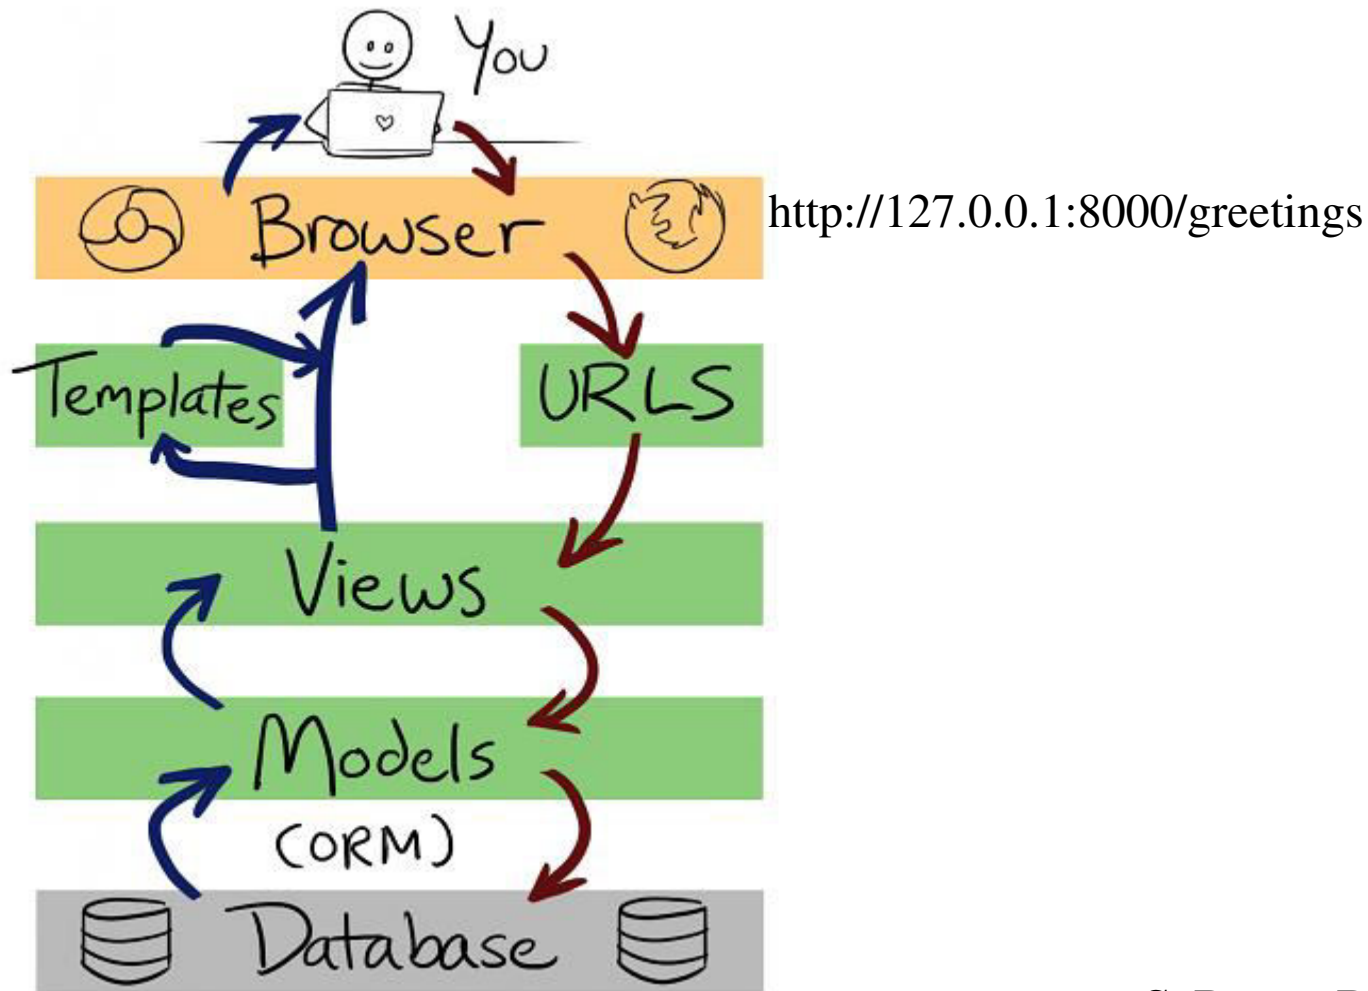 You
Browser
http://127.0.0.1:8000/greetings
Templates
URLS
Views
Models
(ORM)
Database